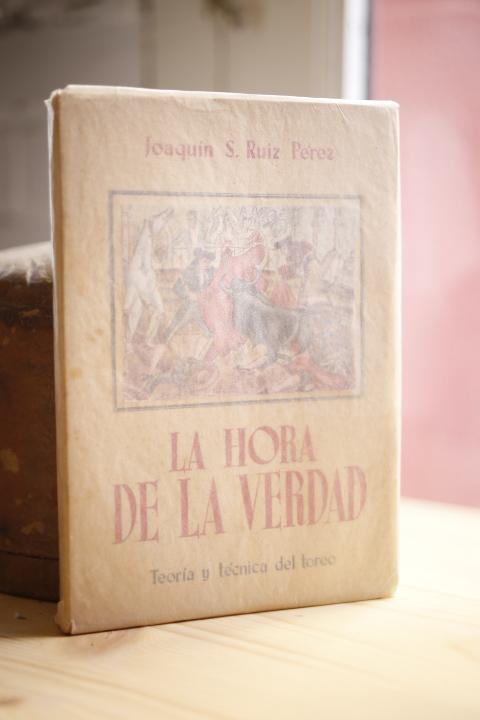 Joaquín S. Ruiz Pérez
LA HORA
DE LA VERDAD
Teoría y técnica del toreo